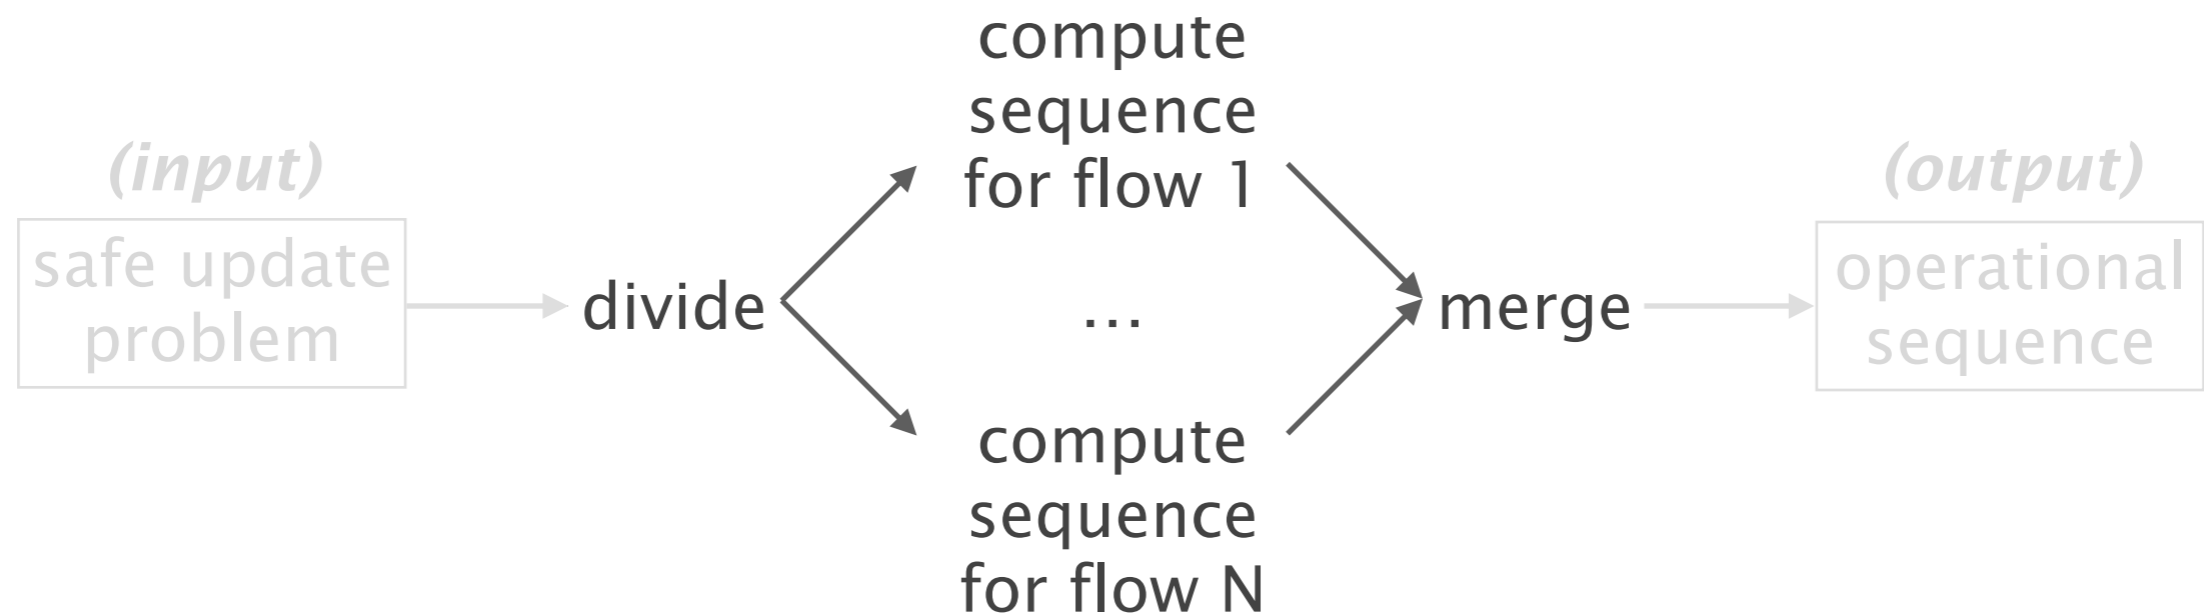 (input)
safe update
problem
divide
compute
sequence
for flow 1
...
compute
sequence
for flow N
merge
(output)
operational
sequence